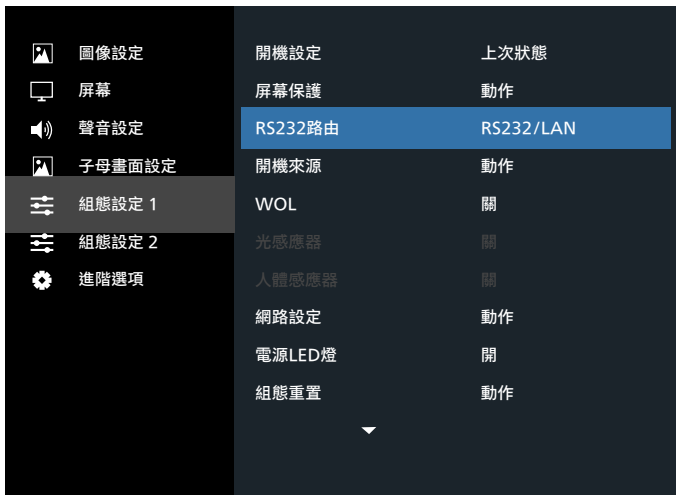 圖像設定
屏幕
聲音設定
子母畫面設定
組態設定 1
組態設定 2
進階選項
開機設定 上次狀態
屏幕保護 動作
RS232路由 RS232/LAN
開機來源 動作
WOL 關
光感應器 關
人體感應器 關
網路設定 動作
電源LED燈 開
組態重置 動作